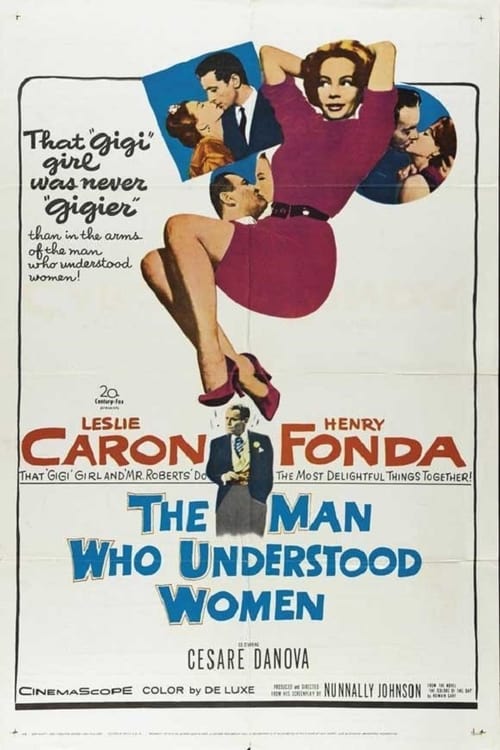 That "Gigi"
girl
was never
"gigier"
than in the arms
of the man
who understood
women!
20
Century-Fox
presents
LESLIE
CARON
HENRY
FONDA
THAT 'GIGI' GIRL AND 'MR. ROBERTS' DO
THE MOST DELIGHTFUL THINGS TOGETHER!
THE MAN
WHO UNDERSTOOD
WOMEN
CO-STARRING
CESARE DANOVA
CINEMASCOPE
COLOR by DE LUXE
PRODUCED and DIRECTED
FROM HIS SCREENPLAY by
NUNNALLY JOHNSON
FROM THE NOVEL
"THE COLORS OF THE DAY"
by ROMAIN GARY